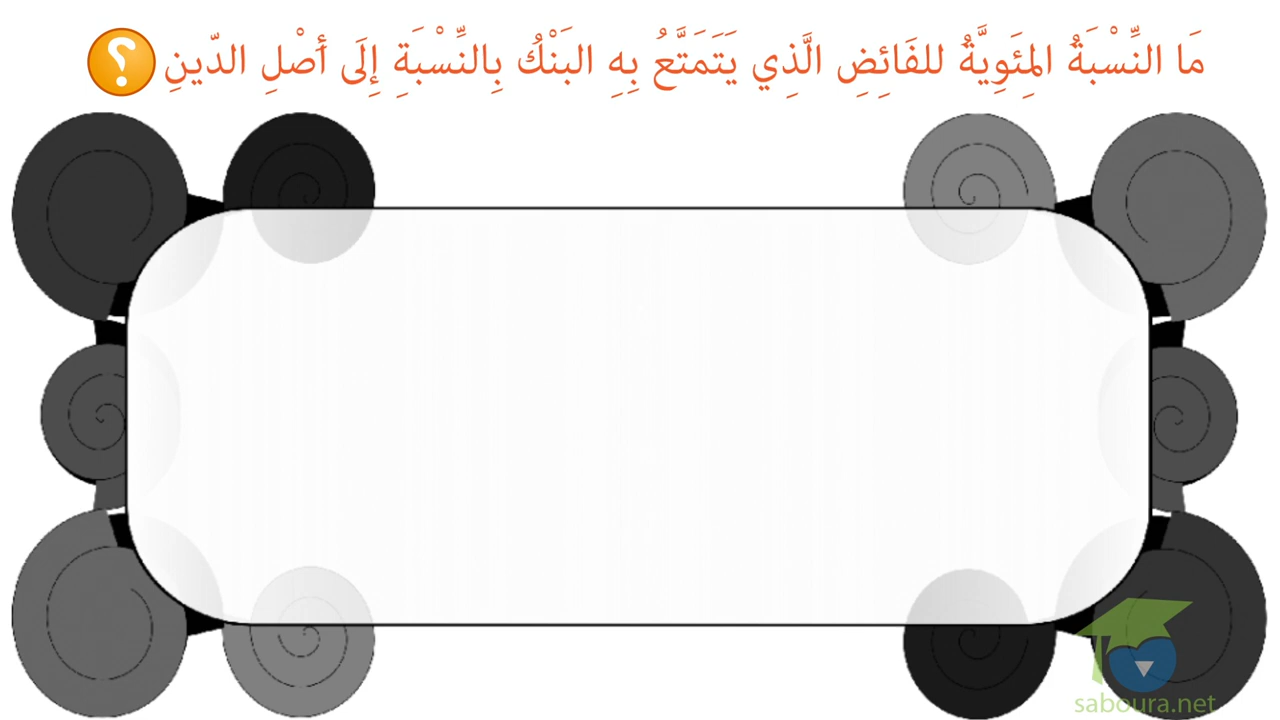 مَا النِّسْبَةُ المِئَوِيَّةُ للفَائِضِ الَّذِي يَتَمَتَّعُ بِهِ البَنْكُ بِالنِّسْبَةِ إِلَى أَصْلِ الدّينِ ؟
saboura.net